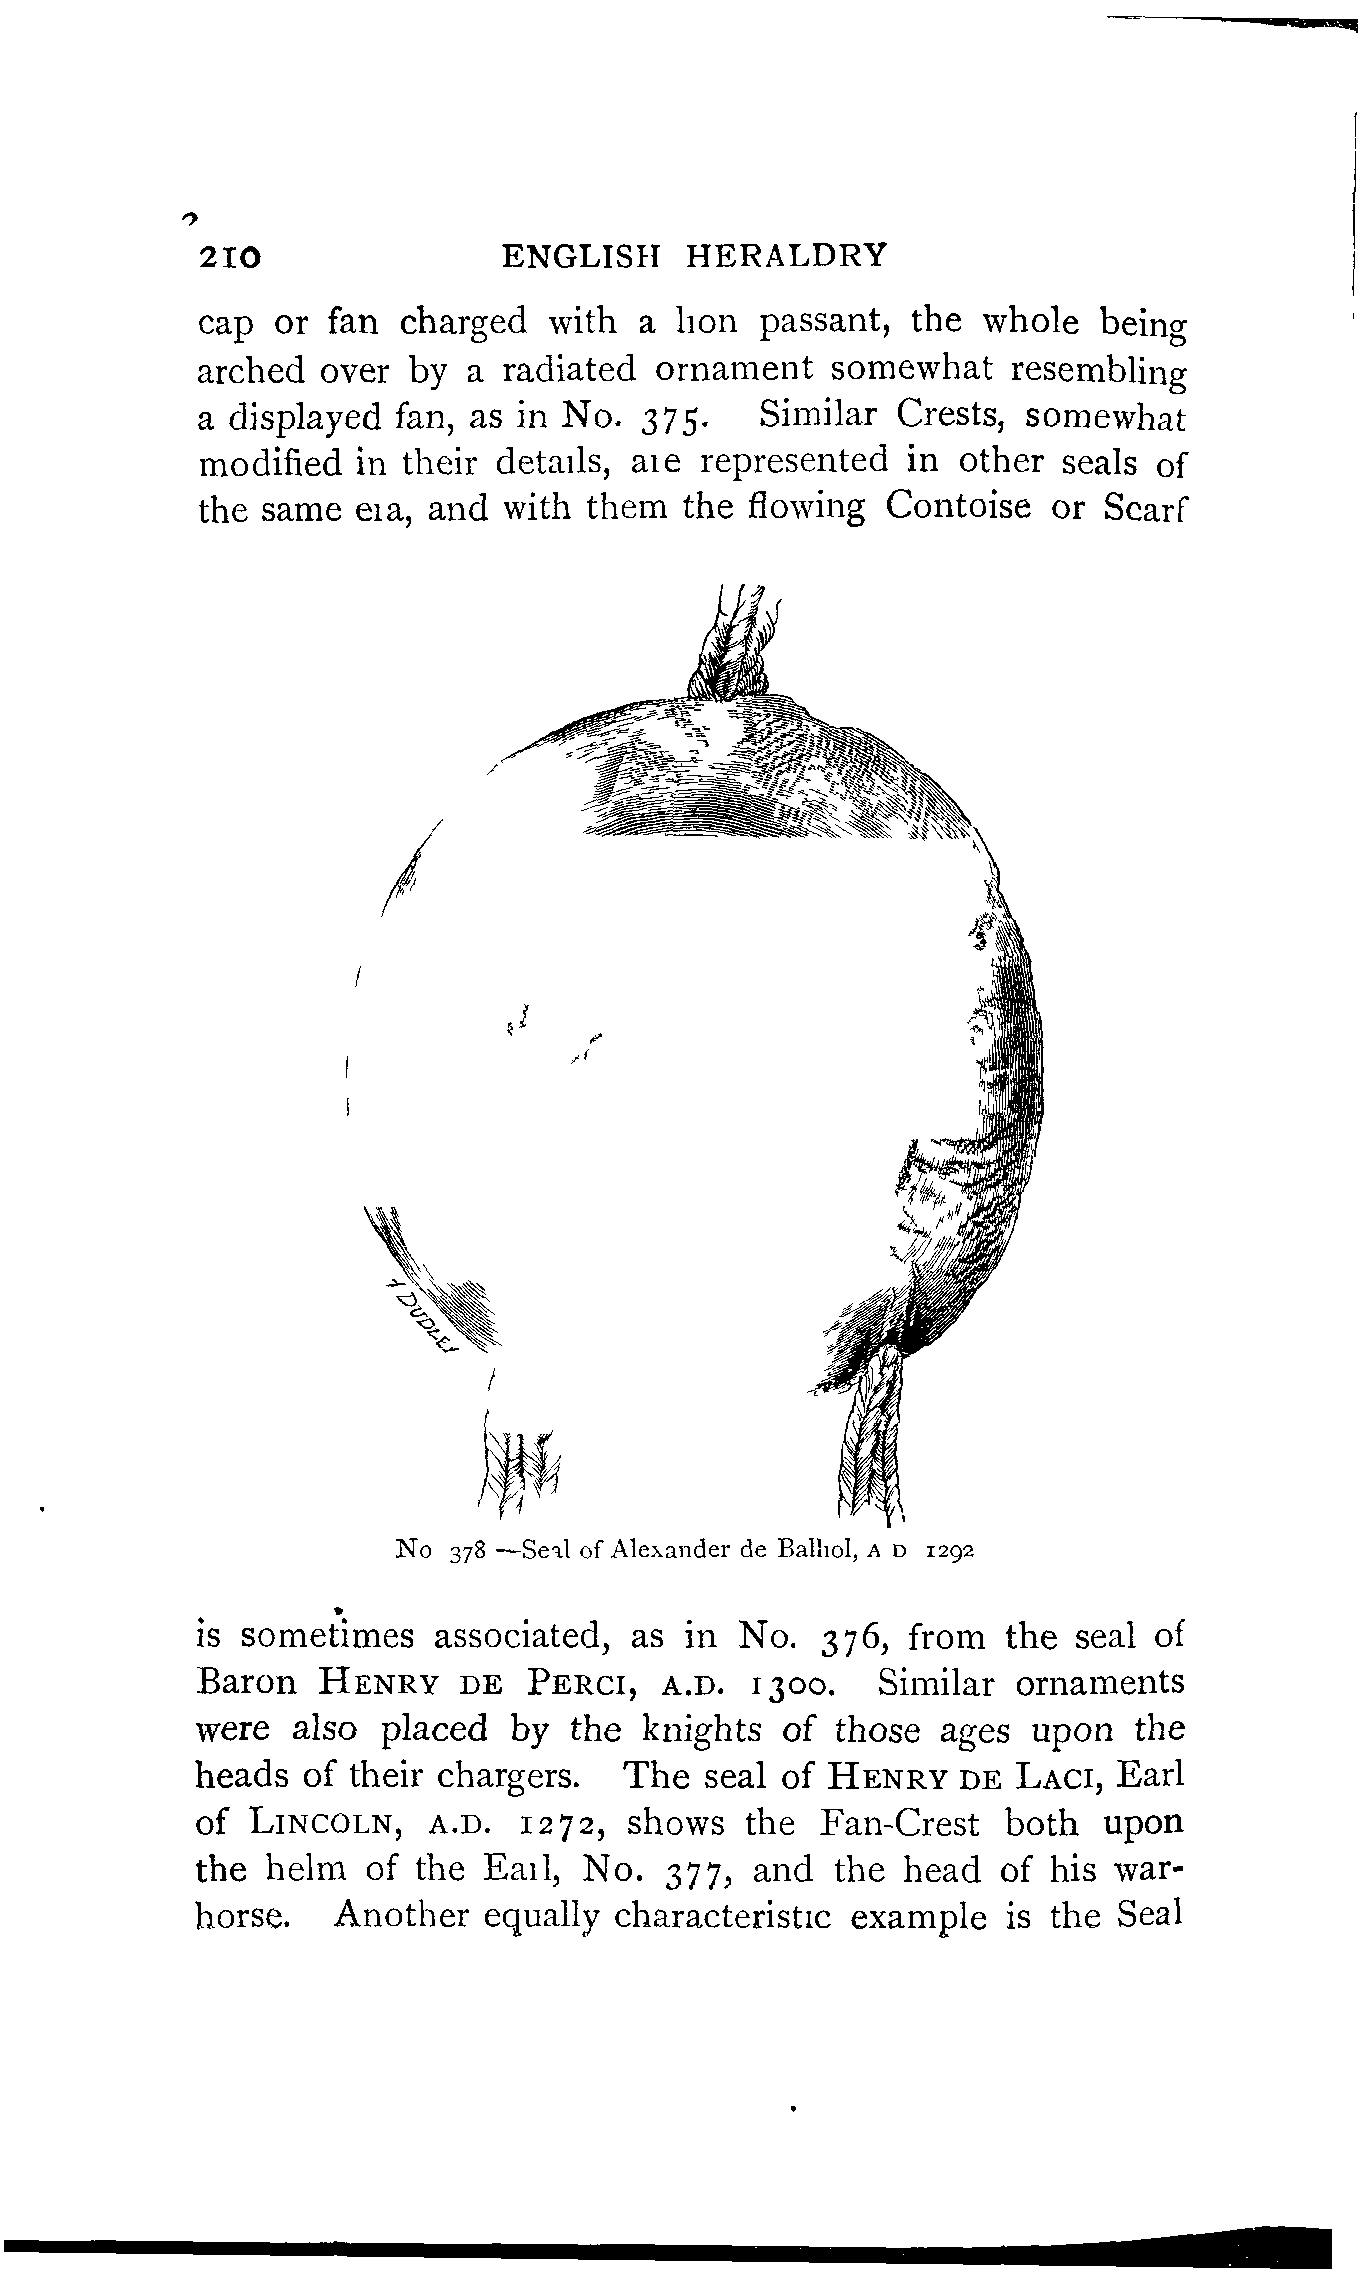 210 ENGLISH HERALDRY
cap or fan charged with a lion passant, the whole being
arched over by a radiated ornament somewhat resembling
a displayed fan, as in No. 375. Similar Crests, somewhat
modified in their details, are represented in other seals of
the same era, and with them the flowing Contoise or Scarf
A DUDLEY
No 378 —Seal of Alexander de Balliol, A D 1292
is sometimes associated, as in No. 376, from the seal of
Baron HENRY DE PERCI, A.D. 1300. Similar ornaments
were also placed by the knights of those ages upon the
heads of their chargers. The seal of HENRY DE LACI, Earl
of LINCOLN, A.D. 1272, shows the Fan-Crest both upon
the helm of the Earl, No. 377, and the head of his war-
horse. Another equally characteristic example is the Seal